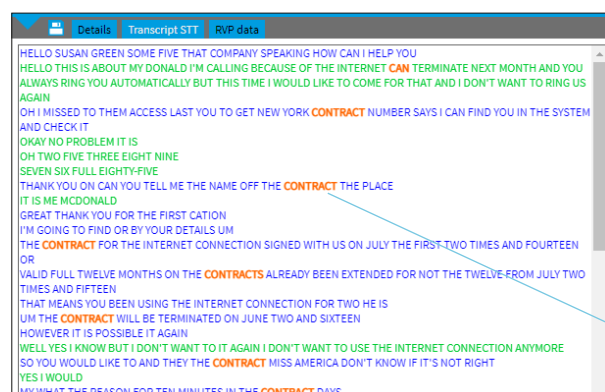 Details Transcript STT RVP data
HELLO SUSAN GREEN SOME FIVE THAT COMPANY SPEAKING HOW CAN I HELP YOU
HELLO THIS IS ABOUT MY DONALD I'M CALLING BECAUSE OF THE INTERNET CAN TERMINATE NEXT MONTH AND YOU
ALWAYS RING YOU AUTOMATICALLY BUT THIS TIME I WOULD LIKE TO COME FOR THAT AND I DON'T WANT TO RING US
AGAIN
OH I MISSED TO THEM ACCESS LAST YOU TO GET NEW YORK CONTRACT NUMBER SAYS I CAN FIND YOU IN THE SYSTEM
AND CHECK IT
OKAY NO PROBLEM IT IS
OH TWO FIVE THREE EIGHT NINE
SEVEN SIX FULL EIGHTY-FIVE
THANK YOU ON CAN YOU TELL ME THE NAME OFF THE CONTRACT THE PLACE
IT IS ME MCDONALD
GREAT THANK YOU FOR THE FIRST CATION
I'M GOING TO FIND OR BY YOUR DETAILS UM
THE CONTRACT FOR THE INTERNET CONNECTION SIGNED WITH US ON JULY THE FIRST TWO TIMES AND FOURTEEN
OR
VALID FULL TWELVE MONTHS ON THE CONTRACTS ALREADY BEEN EXTENDED FOR NOT THE TWELVE FROM JULY TWO
TIMES AND FIFTEEN
THAT MEANS YOU BEEN USING THE INTERNET CONNECTION FOR TWO HE IS
UM THE CONTRACT WILL BE TERMINATED ON JUNE TWO AND SIXTEEN
HOWEVER IT IS POSSIBLE IT AGAIN
WELL YES I KNOW BUT I DON'T WANT TO IT AGAIN I DON'T WANT TO USE THE INTERNET CONNECTION ANYMORE
SO YOU WOULD LIKE TO AND THEY THE CONTRACT MISS AMERICA DON'T KNOW IF IT'S NOT RIGHT
YES I WOULD
MY WHAT THE REASON FOR TEN MINUTES IN THE CONTRACT DAYS